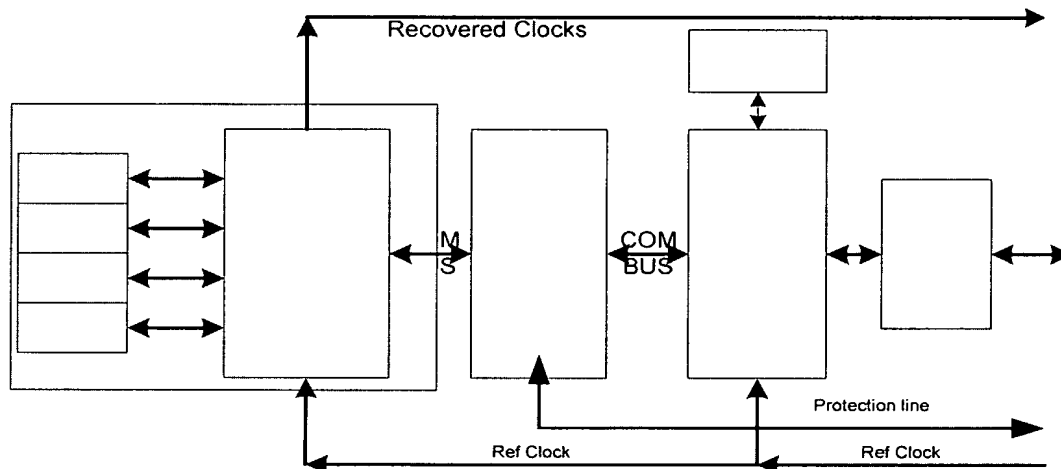 Recovered Clocks
M
S
COM
BUS
Protection line
Ref Clock
Ref Clock